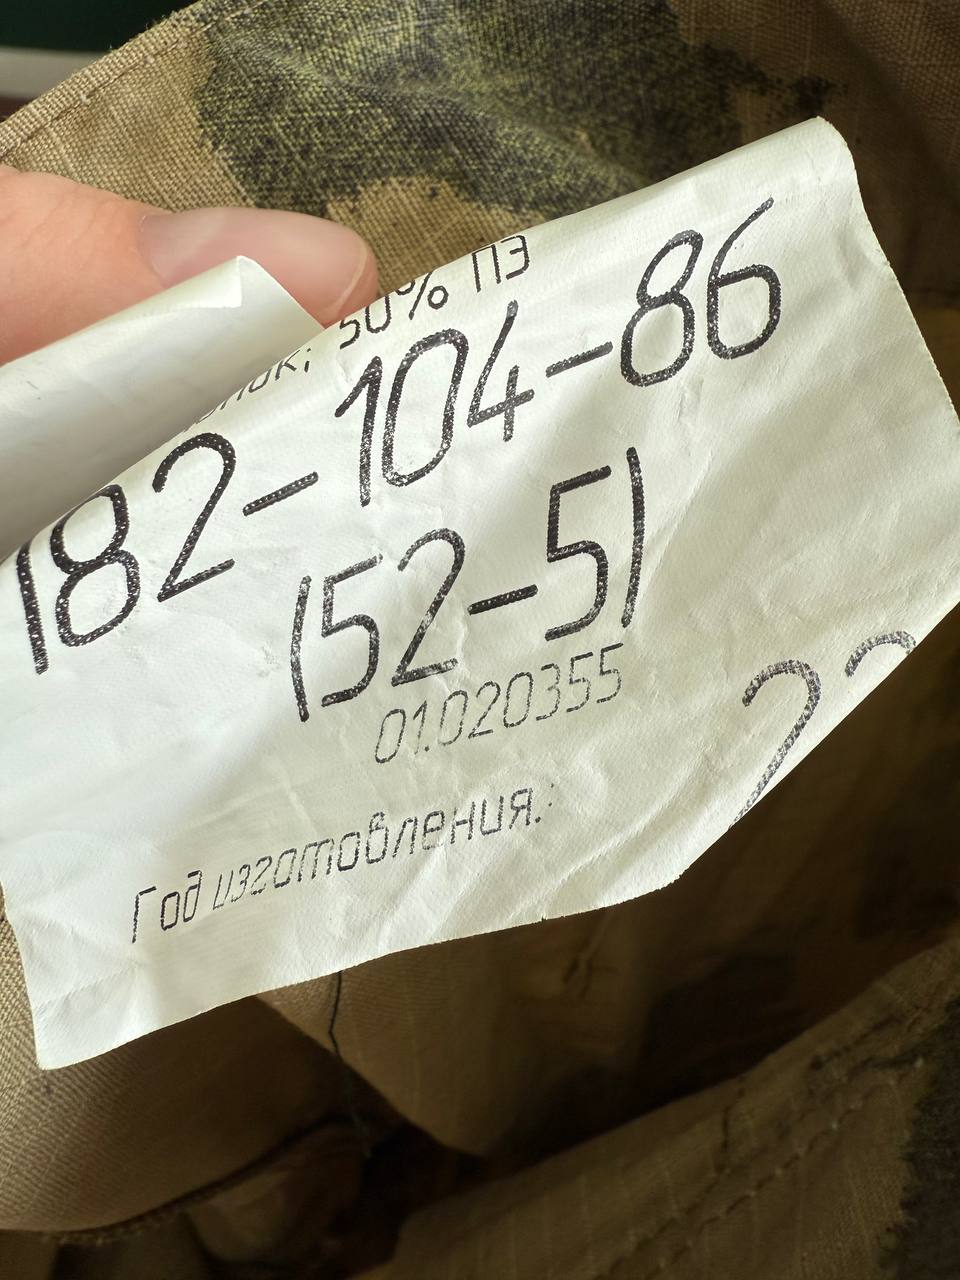 50% ПЭ
182-104-86
(52-5)
01.020355
Год изготовления: